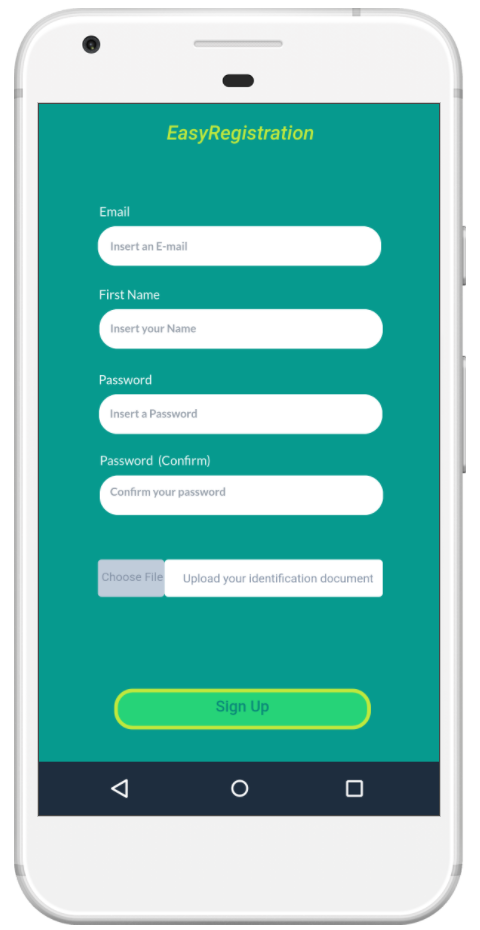 EasyRegistration
Email
Insert an E-mail
First Name
Insert your Name
Password
Insert a Password
Password (Confirm)
Confirm your password
Choose File Upload your identification document
Sign Up